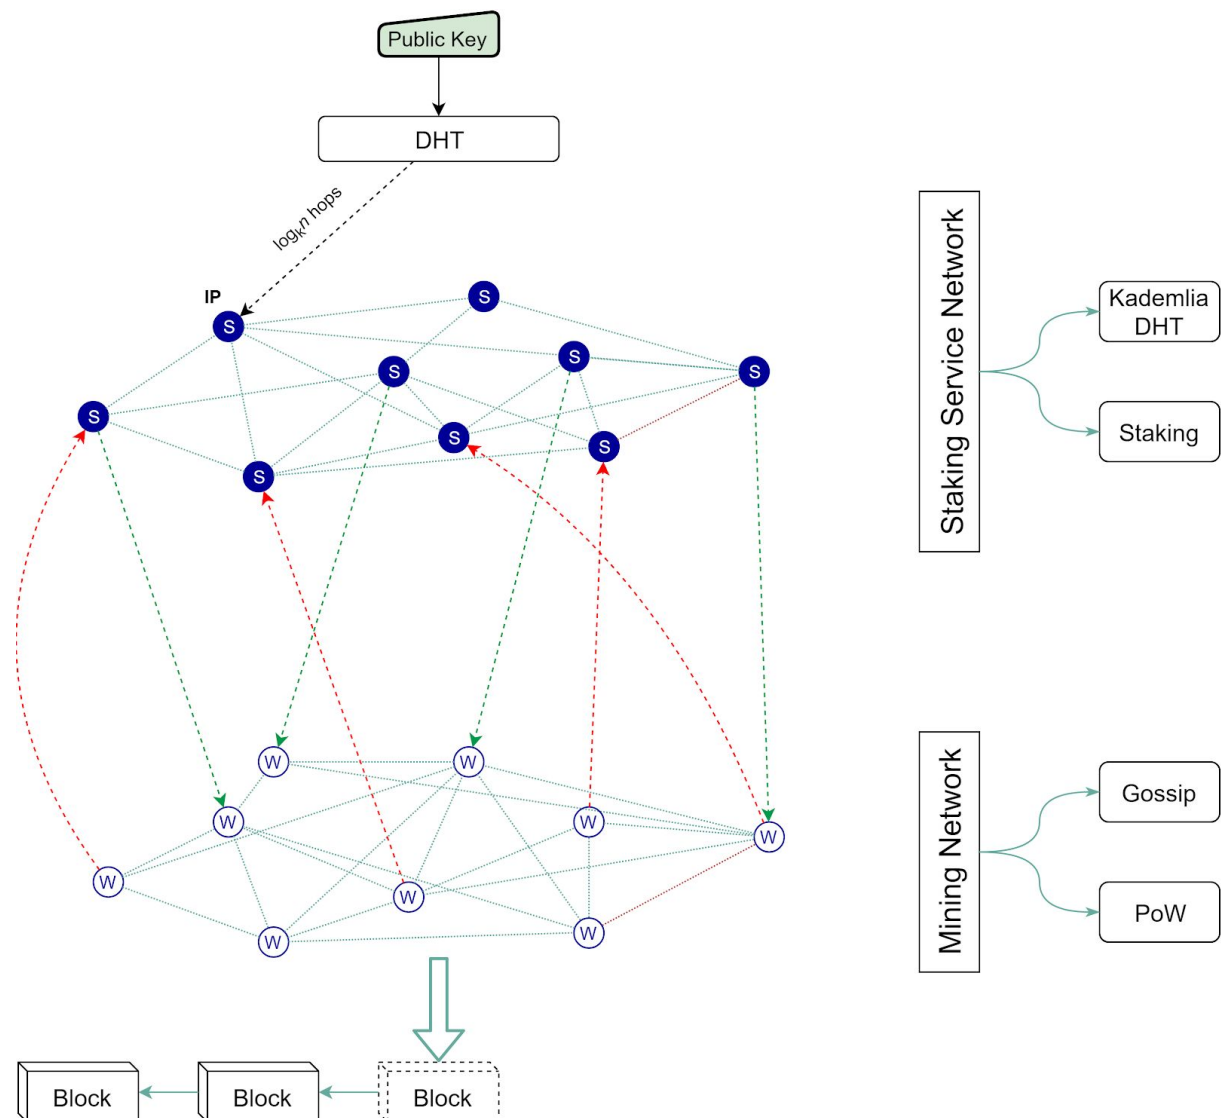 Public Key
DHT
logₖn hops
IP
S
S
S
S
S
S
S
S
S
W
W
W
W
W
W
W
W
W
Block
Block
Block
Staking Service Network
Kademlia
DHT
Staking
Mining Network
Gossip
PoW